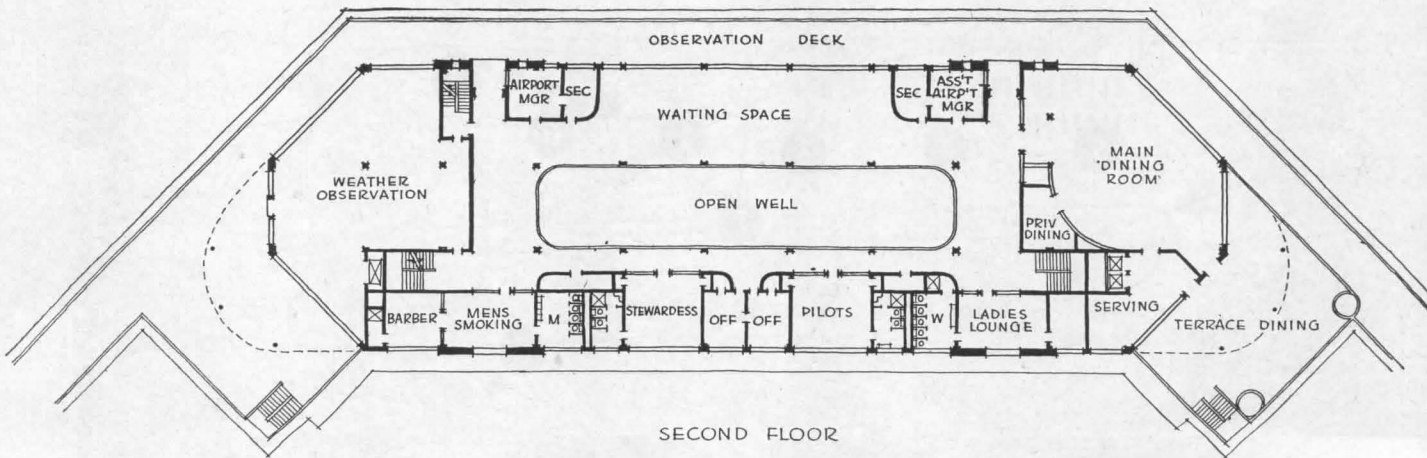 OBSERVATION DECK
AIRPORT
MGR
SEC
SEC
ASS'T
AIRP'T
MGR
WAITING SPACE
WEATHER
OBSERVATION
MAIN
DINING
ROOM
OPEN WELL
PRIV
DINING
BARBER
MENS
SMOKING
M
STEWARDESS
OFF
OFF
PILOTS
W
LADIES
LOUNGE
SERVING
TERRACE DINING
SECOND FLOOR